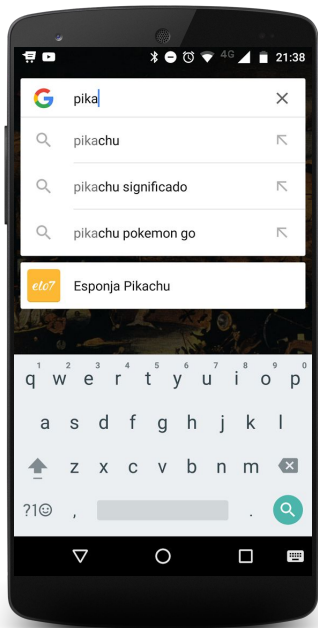 4G 21:38
G pika
pikachu
pikachu significado
pikachu pokemon go
elo7 Esponja Pikachu
1 2 3 4 5 6 7 8 9 0
q w e r t y u i o p
a s d f g h j k l
z x c v b n m
?1☺ , .